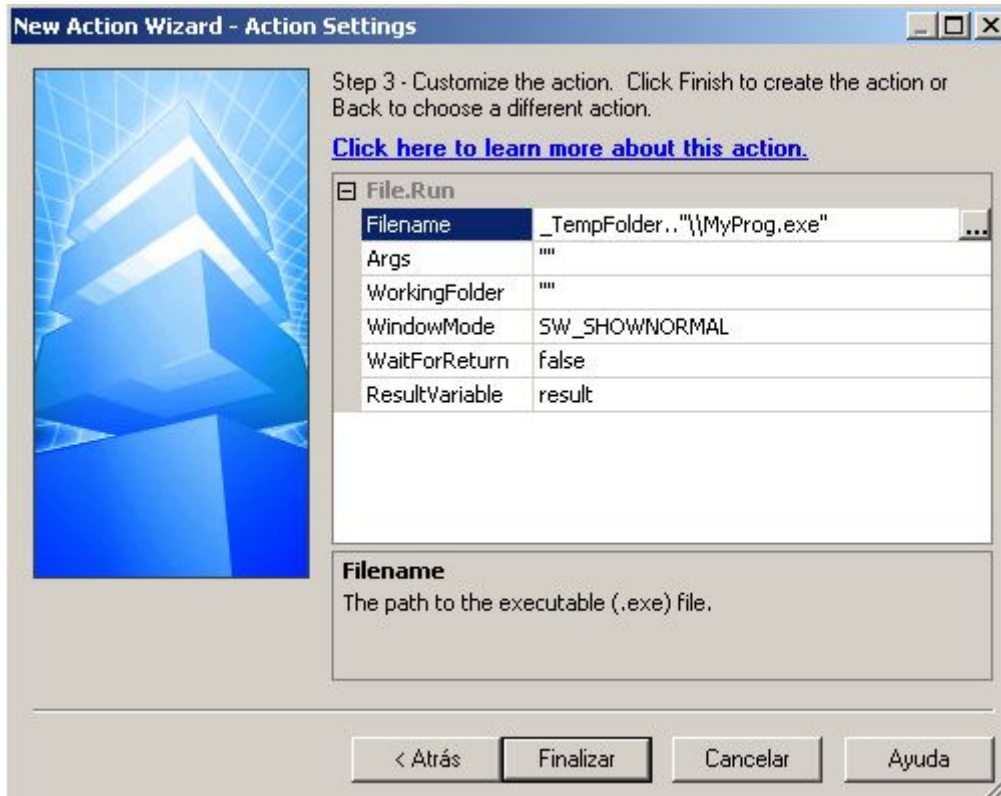 New Action Wizard - Action Settings
Step 3 - Customize the action. Click Finish to create the action or
Back to choose a different action.
Click here to learn more about this action.
File.Run
Filename _TempFolder.."\\MyProg.exe" ...
Args ""
WorkingFolder ""
WindowMode SW_SHOWNORMAL
WaitForReturn false
ResultVariable result
Filename
The path to the executable (.exe) file.
< Atrás Finalizar Cancelar Ayuda